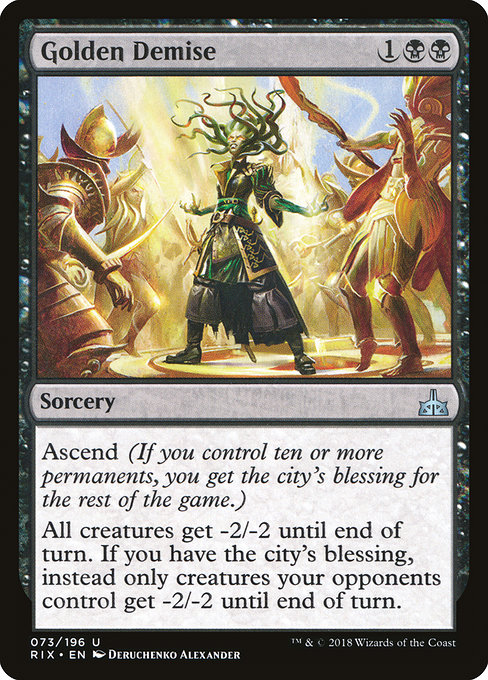 Golden Demise 1
Sorcery
Ascend (If you control ten or more
permanents, you get the city's blessing for
the rest of the game.)
All creatures get -2/-2 until end of
turn. If you have the city's blessing,
instead only creatures your opponents
control get -2/-2 until end of turn.
073/196 U
RIX • EN Deruchenko Alexander
™ & © 2018 Wizards of the Coast